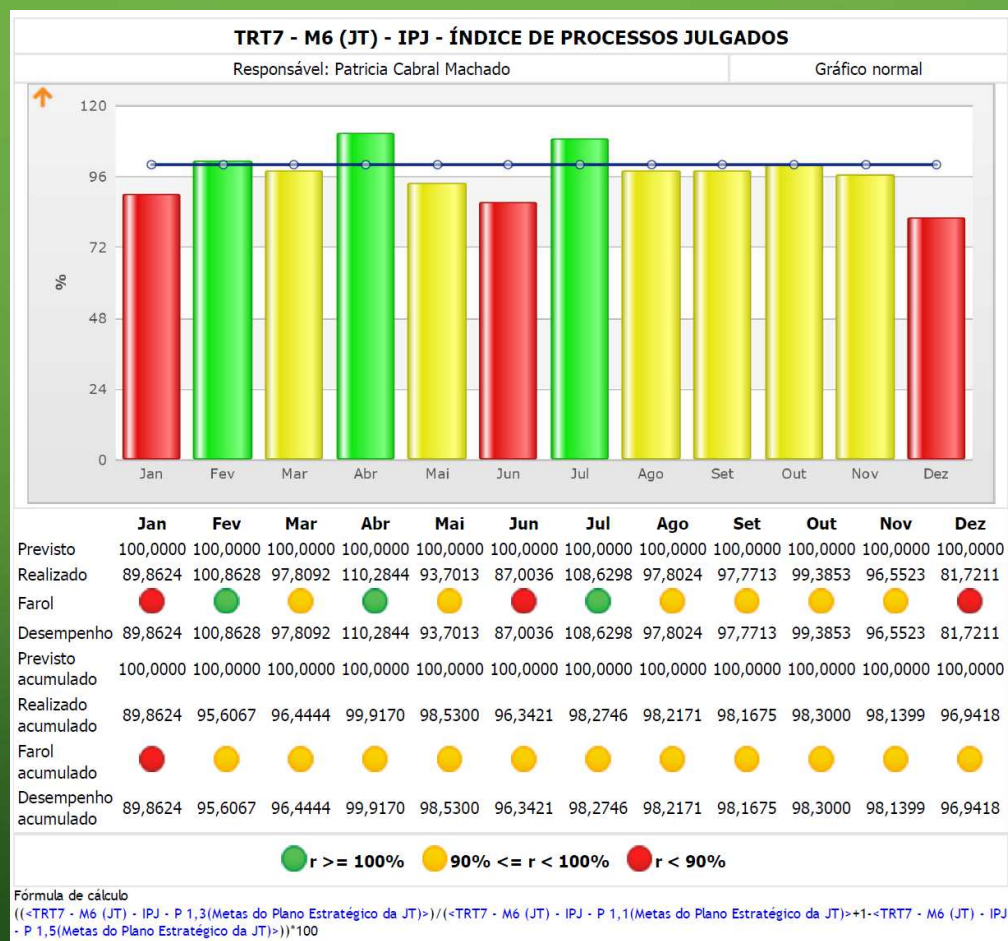 TRT7 - M6 (JT) - IPJ - ÍNDICE DE PROCESSOS JULGADOS
Responsável: Patricia Cabral Machado
Gráfico normal
120
96
72
48
24
0
%
Jan Fev Mar Abr Mai Jun Jul Ago Set Out Nov Dez
Jan Fev Mar Abr Mai Jun Jul Ago Set Out Nov Dez
Previsto 100,0000 100,0000 100,0000 100,0000 100,0000 100,0000 100,0000 100,0000 100,0000 100,0000 100,0000 100,0000
Realizado 89,8624 100,8628 97,8092 110,2844 93,7013 87,0036 108,6298 97,8024 97,7713 99,3853 96,5523 81,7211
Farol
Desempenho 89,8624 100,8628 97,8092 110,2844 93,7013 87,0036 108,6298 97,8024 97,7713 99,3853 96,5523 81,7211
Previsto
acumulado 100,0000 100,0000 100,0000 100,0000 100,0000 100,0000 100,0000 100,0000 100,0000 100,0000 100,0000 100,0000
Realizado
acumulado 89,8624 95,6067 96,4444 99,9170 98,5300 96,3421 98,2746 98,2171 98,1675 98,3000 98,1399 96,9418
Farol
acumulado
Desempenho
acumulado 89,8624 95,6067 96,4444 99,9170 98,5300 96,3421 98,2746 98,2171 98,1675 98,3000 98,1399 96,9418
r >= 100% 90% <= r < 100% r < 90%
Fórmula de cálculo
((<TRT7 - M6 (JT) - IPJ - P 1,3(Metas do Plano Estratégico da JT)>)/(<TRT7 - M6 (JT) - IPJ - P 1,1(Metas do Plano Estratégico da JT)>+1-<TRT7 - M6 (JT) - IPJ
- P 1,5(Metas do Plano Estratégico da JT)>))*100